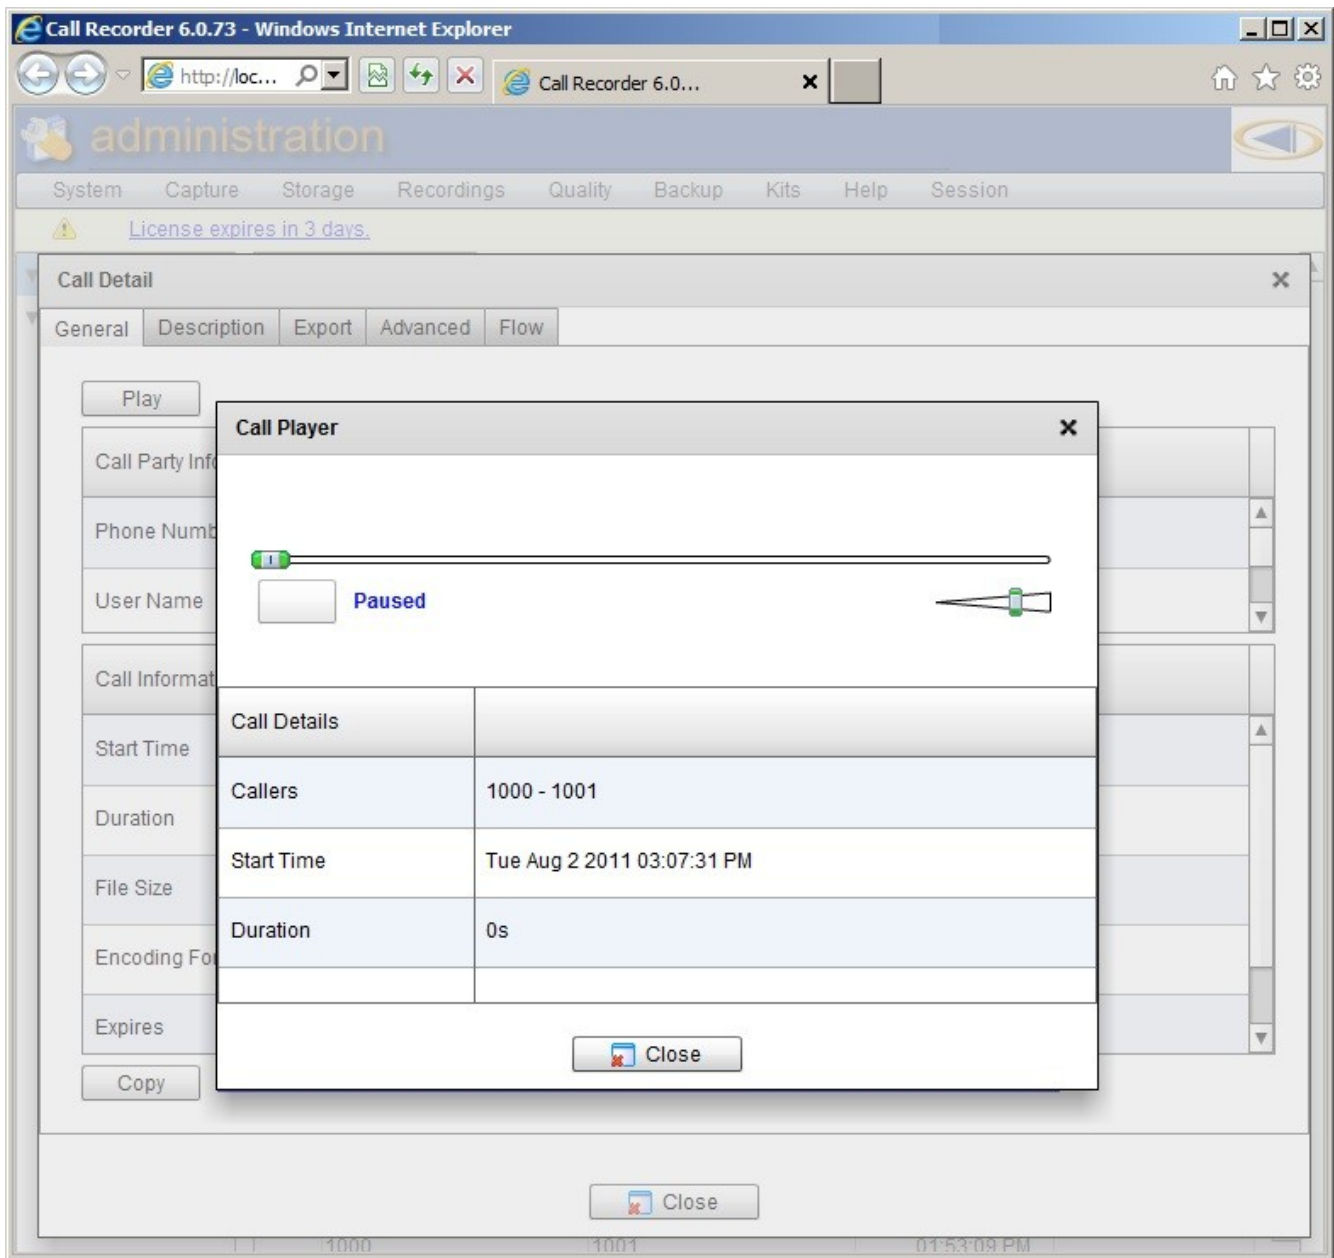 Call Recorder 6.0.73 - Windows Internet Explorer
http://loc... Call Recorder 6.0...
administration
System Capture Storage Recordings Quality Backup Kits Help Session
License expires in 3 days.
Call Detail
General Description Export Advanced Flow
Play
Call Player
Call Party Info
Phone Numb
User Name
Paused
Call Informat
Call Details
Start Time
Callers 1000 - 1001
Duration
Start Time Tue Aug 2 2011 03:07:31 PM
File Size
Duration 0s
Encoding For
Expires
Close
Copy
Close
1000 1001 01:53:09 PM